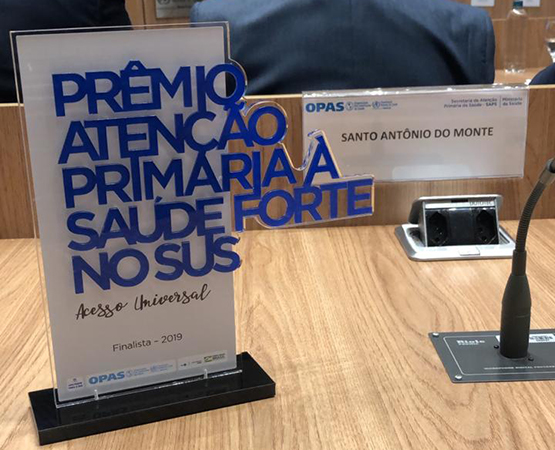 PRÊMIO
ATENÇÃO
PRIMÁRIA À
SAÚDE FORTE
NO SUS
Acesso Universal
Finalista - 2019
OPAS
OPAS
Secretaria de Atenção
Primária da Saúde - SAPS
Ministério
da Saúde
SANTO ANTÔNIO DO MONTE